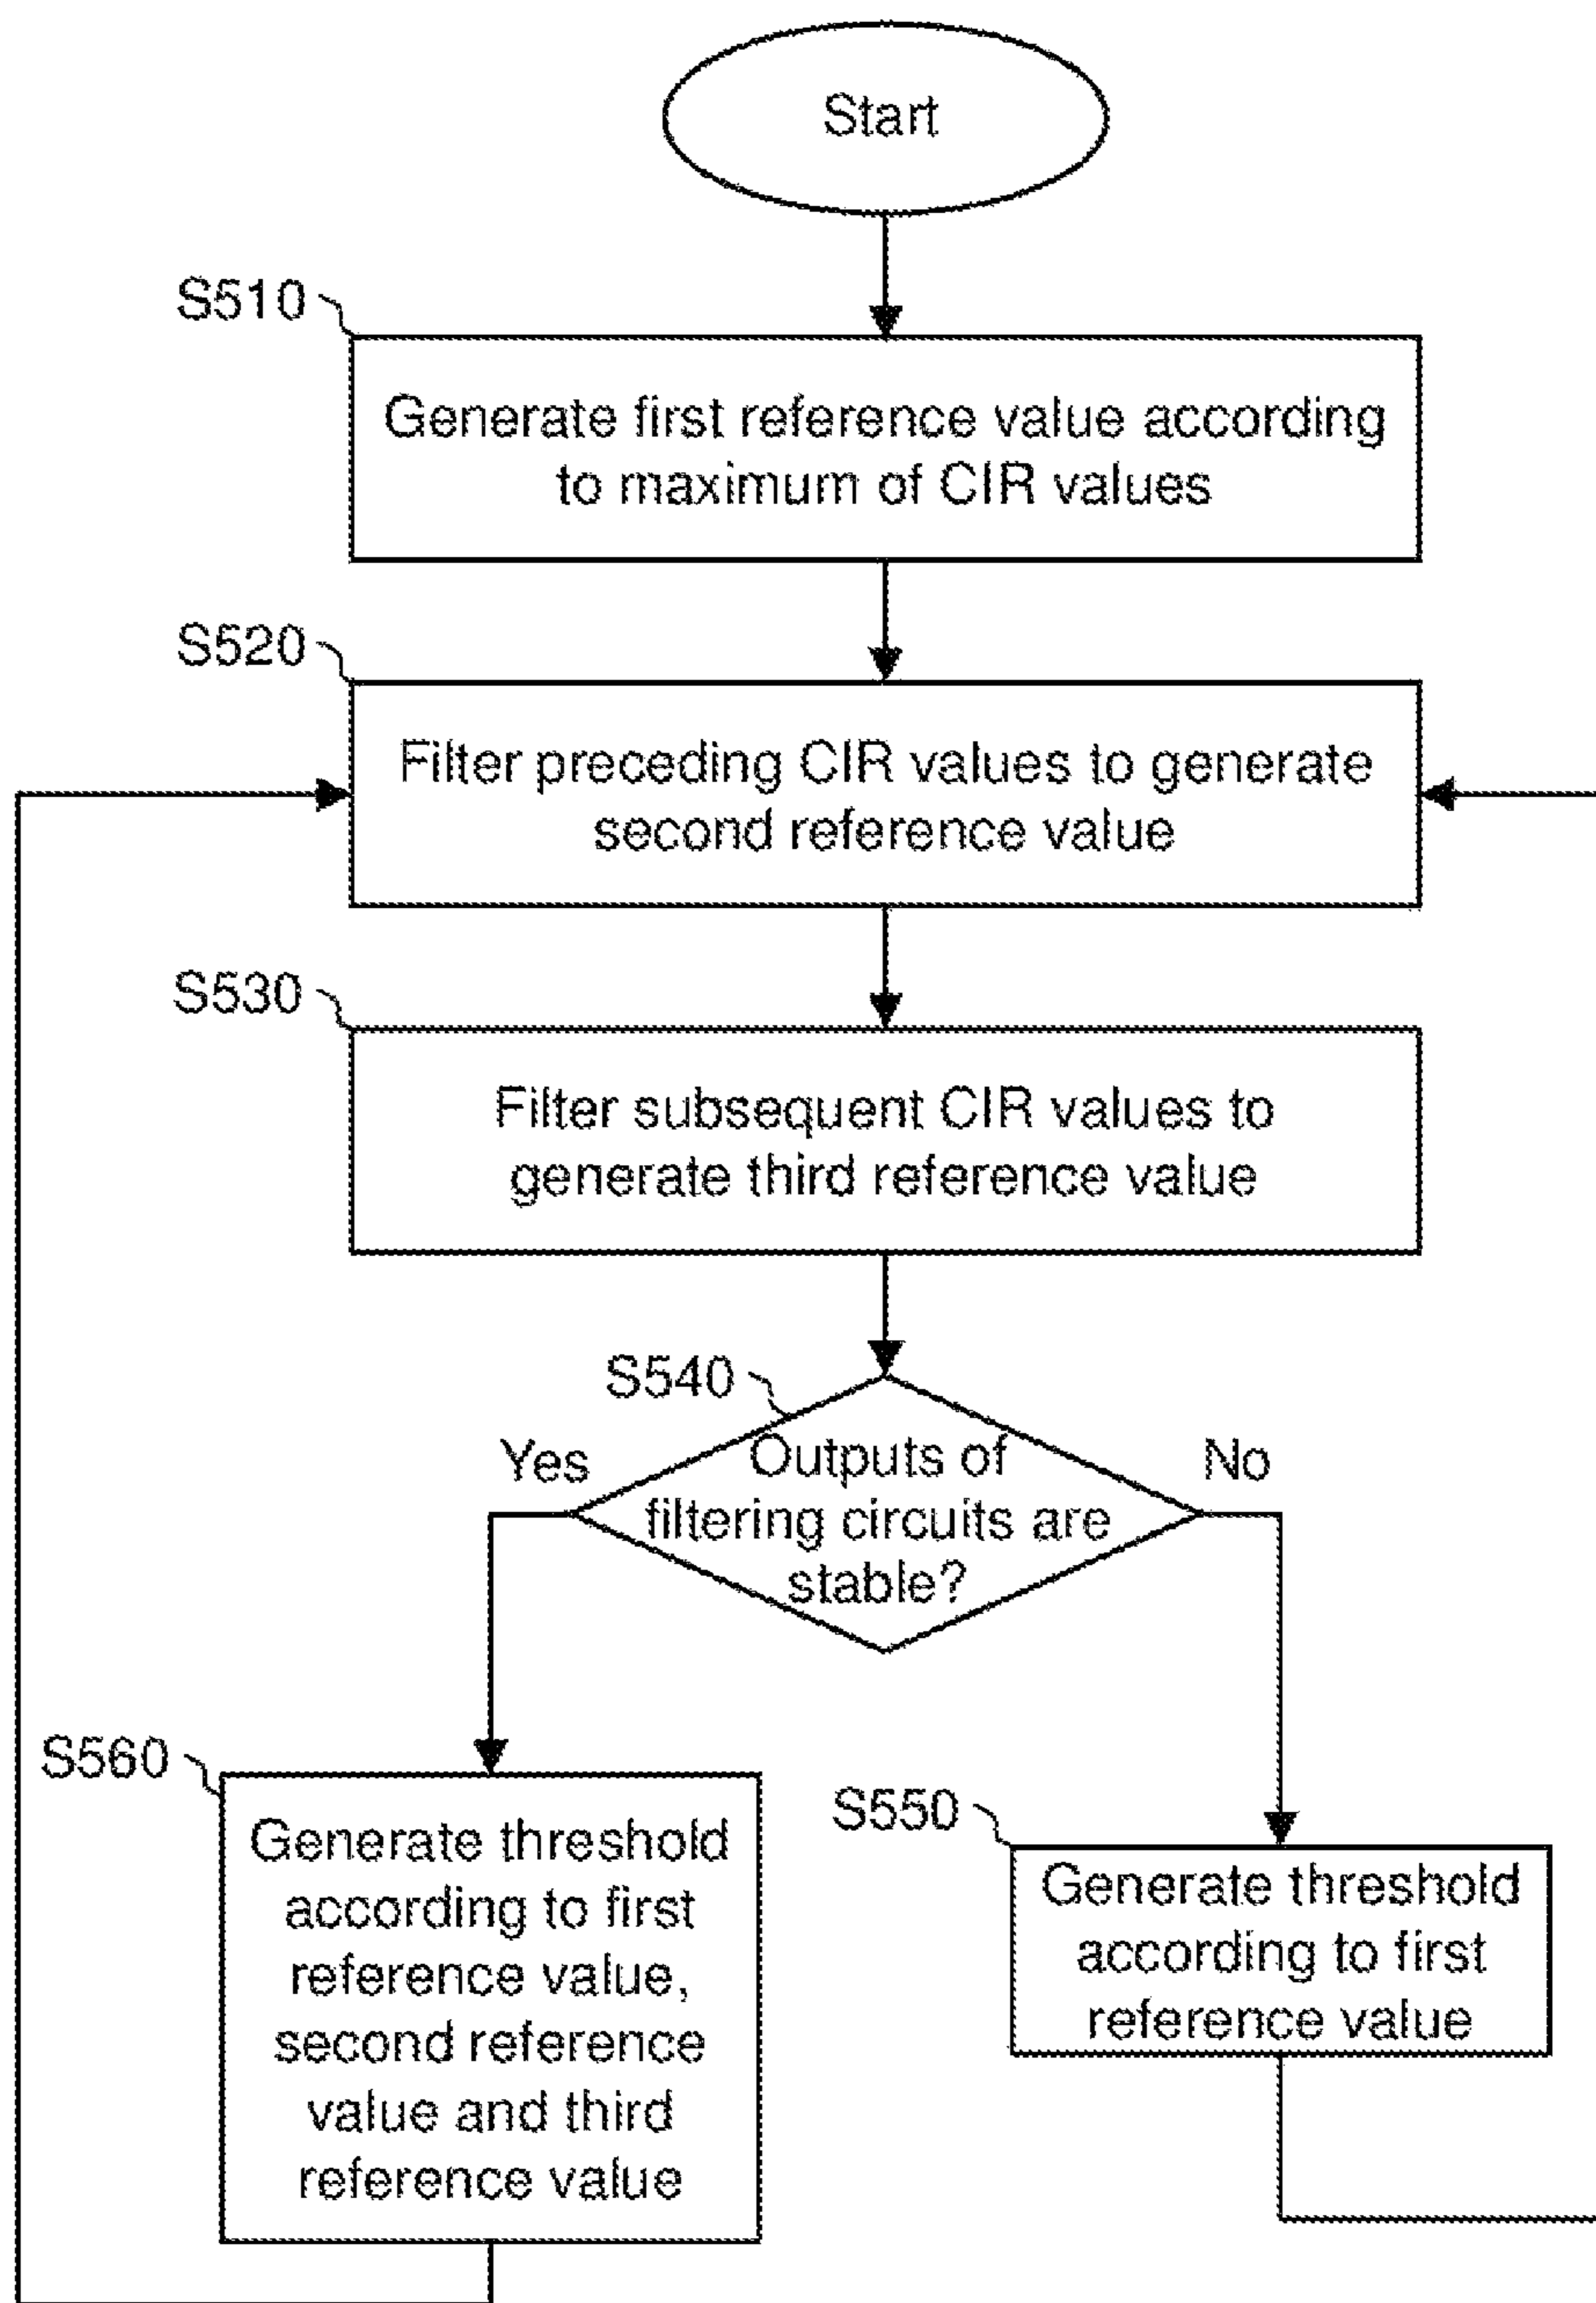 Start
S510
Generate first reference value according
to maximum of CIR values
S520
Filter preceding CIR values to generate
second reference value
S530
Filter subsequent CIR values to
generate third reference value
S540
Yes
Outputs of
filtering circuits are
stable?
No
S560
Generate threshold
according to first
reference value,
second reference
value and third
reference value
S550
Generate threshold
according to first
reference value